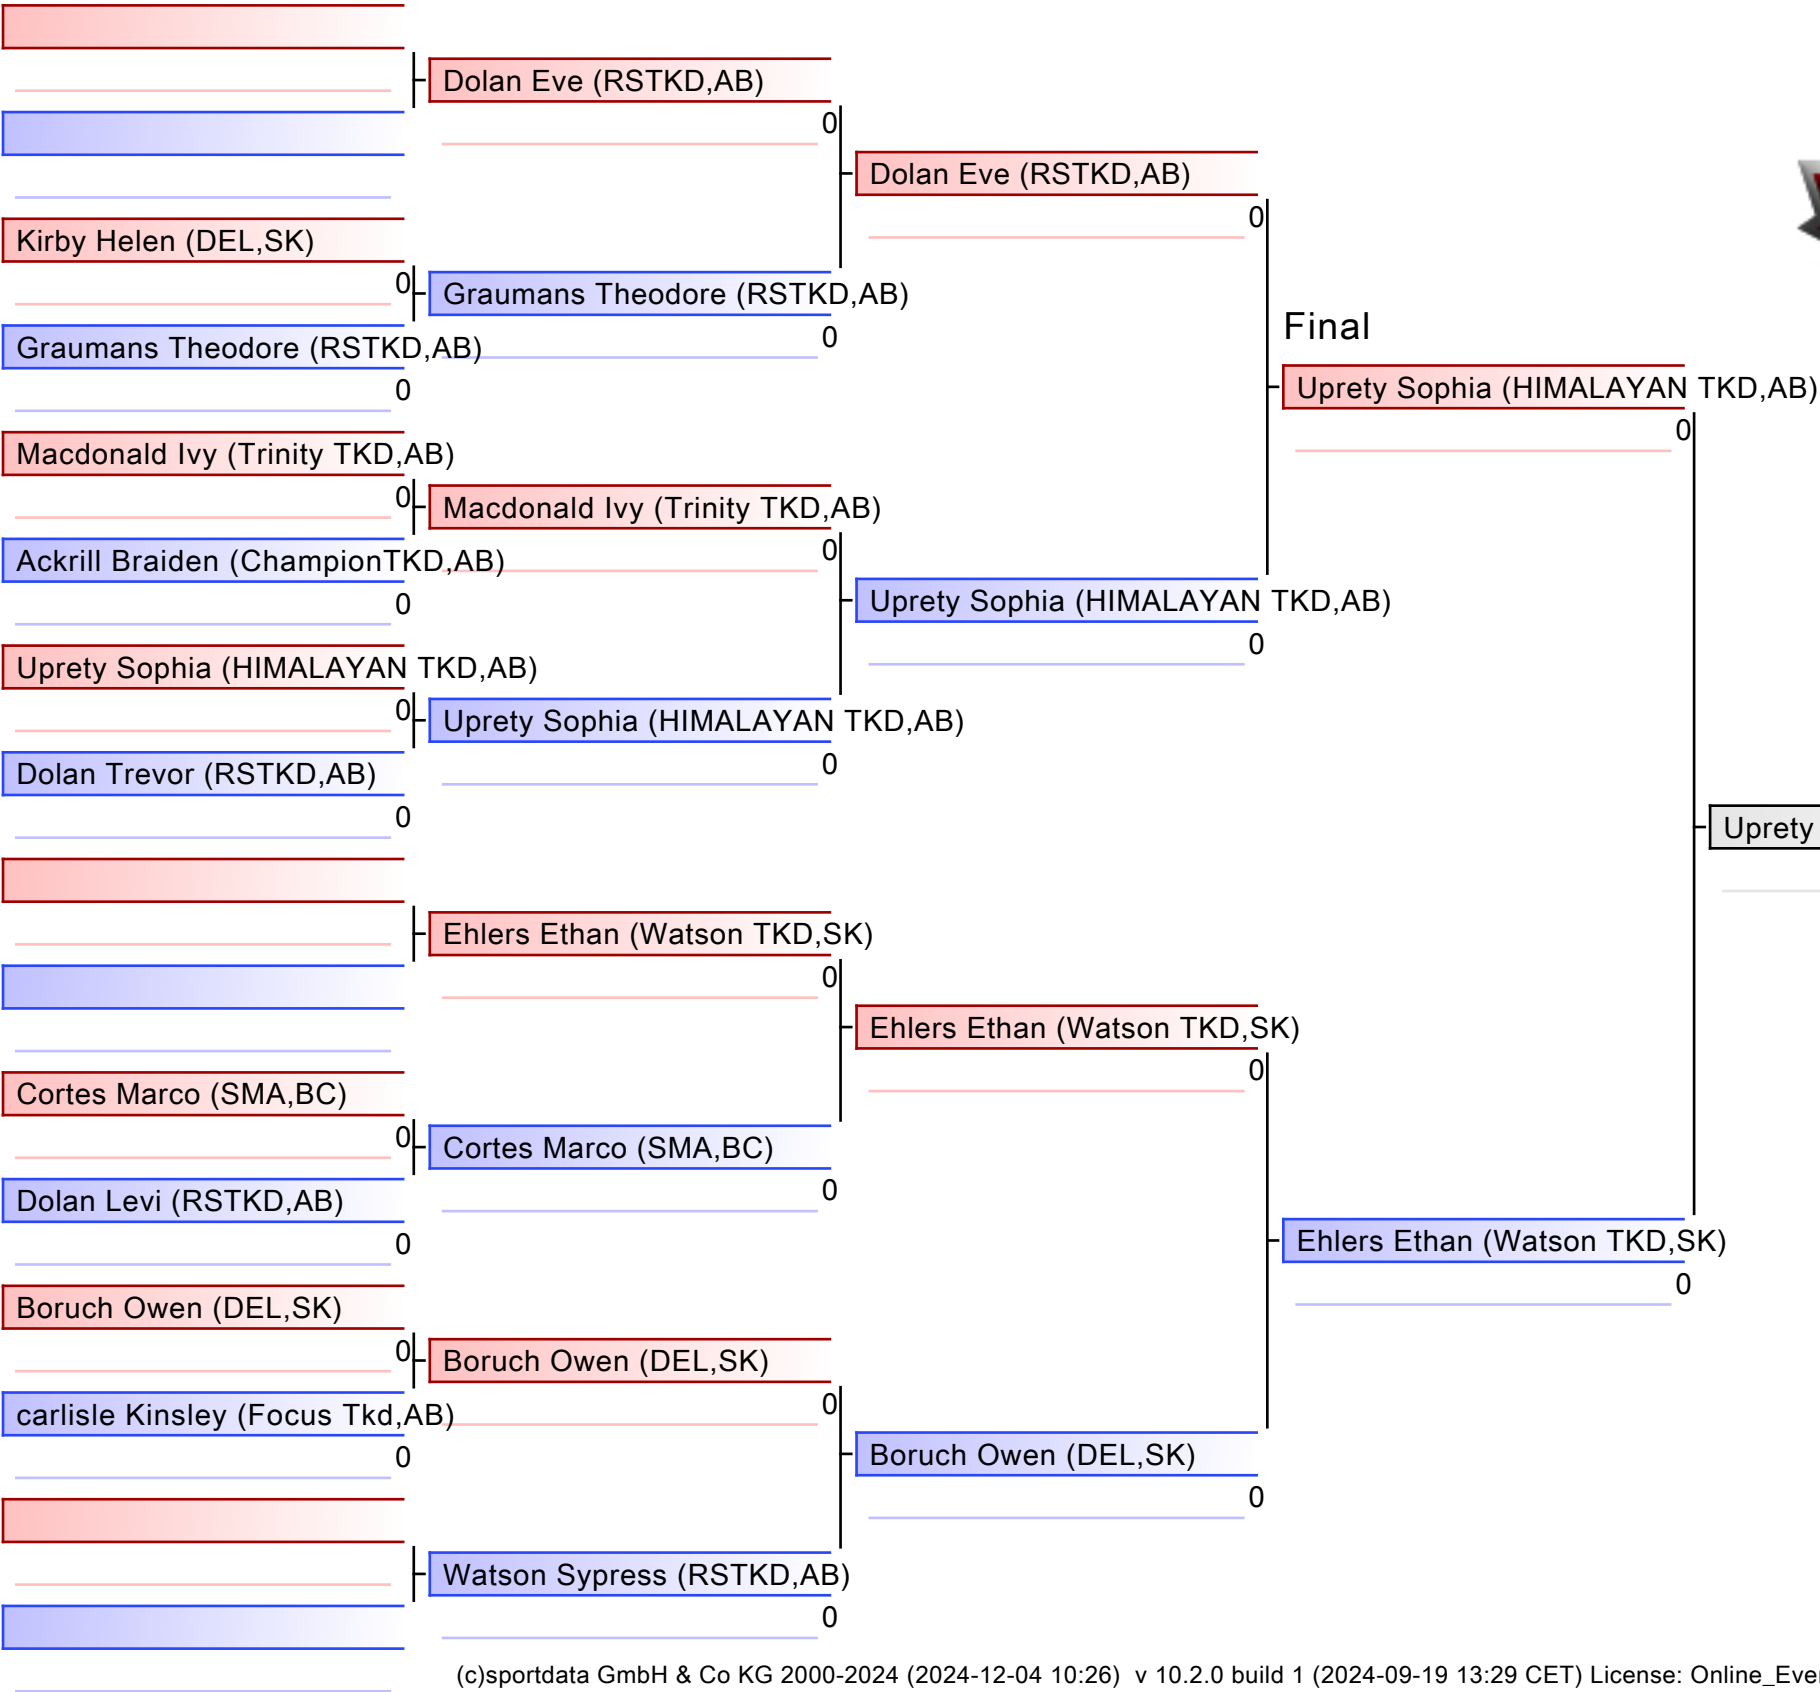 Dolan Eve (RSTKD,AB)
0
Dolan Eve (RSTKD,AB)
0
Kirby Helen (DEL,SK)
0
Graumans Theodore (RSTKD,AB)
0
Graumans Theodore (RSTKD,AB)
0
Final
Uprety Sophia (HIMALAYAN TKD,AB)
0
Macdonald Ivy (Trinity TKD,AB)
0
Macdonald Ivy (Trinity TKD,AB)
0
Ackrill Braiden (ChampionTKD,AB)
0
Uprety Sophia (HIMALAYAN TKD,AB)
0
Uprety Sophia (HIMALAYAN TKD,AB)
0
Uprety Sophia (HIMALAYAN TKD,AB)
0
Dolan Trevor (RSTKD,AB)
0
Uprety
Ehlers Ethan (Watson TKD,SK)
0
Ehlers Ethan (Watson TKD,SK)
0
Cortes Marco (SMA,BC)
0
Cortes Marco (SMA,BC)
0
Dolan Levi (RSTKD,AB)
0
Ehlers Ethan (Watson TKD,SK)
0
Boruch Owen (DEL,SK)
0
Boruch Owen (DEL,SK)
0
carlisle Kinsley (Focus Tkd,AB)
0
Boruch Owen (DEL,SK)
0
Watson Sypress (RSTKD,AB)
0
(c)sportdata GmbH & Co KG 2000-2024 (2024-12-04 10:26) v 10.2.0 build 1 (2024-09-19 13:29 CET) License: Online_Eve